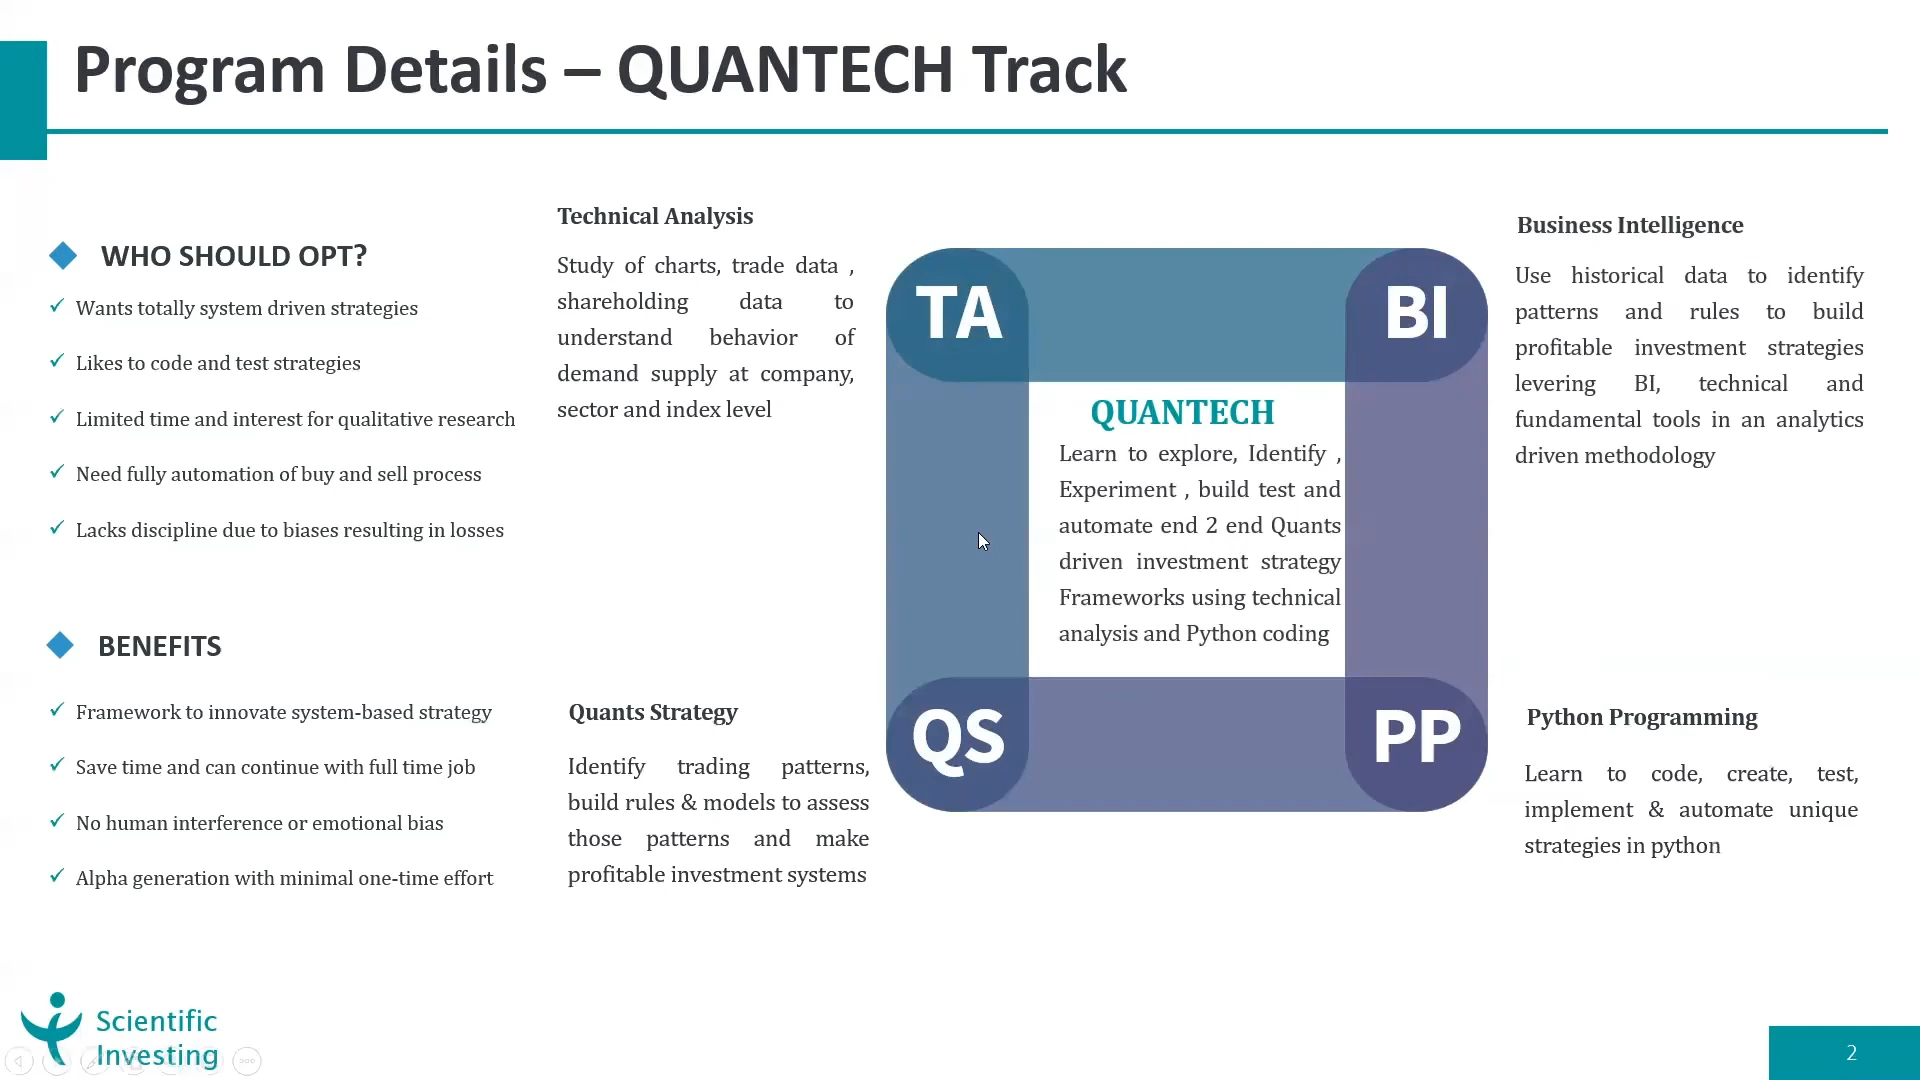 Program Details – QUANTECH Track
WHO SHOULD OPT?
Wants totally system driven strategies
Likes to code and test strategies
Limited time and interest for qualitative research
Need fully automation of buy and sell process
Lacks discipline due to biases resulting in losses
BENEFITS
Framework to innovate system-based strategy
Save time and can continue with full time job
No human interference or emotional bias
Alpha generation with minimal one-time effort
Technical Analysis
Study of charts, trade data ,
shareholding data to
understand behavior of
demand supply at company,
sector and index level
Quants Strategy
Identify trading patterns,
build rules & models to assess
those patterns and make
profitable investment systems
TA
BI
QUANTECH
Learn to explore, Identify ,
Experiment , build test and
automate end 2 end Quants
driven investment strategy
Frameworks using technical
analysis and Python coding
QS
PP
Business Intelligence
Use historical data to identify
patterns and rules to build
profitable investment strategies
levering BI, technical and
fundamental tools in an analytics
driven methodology
Python Programming
Learn to code, create, test,
implement & automate unique
strategies in python
Scientific
Investing
2